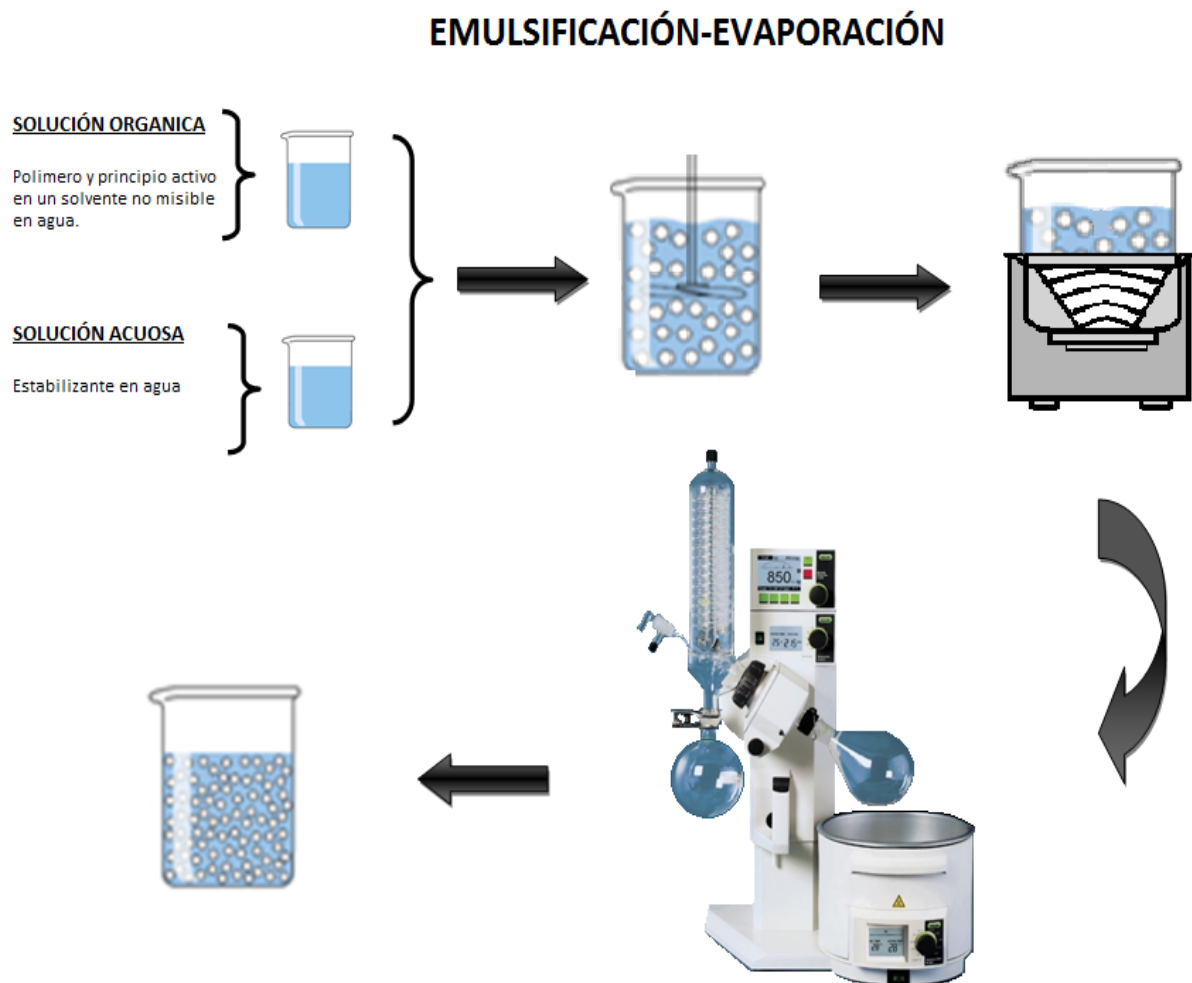 EMULSIFICACIÓN-EVAPORACIÓN
SOLUCIÓN ORGANICA
Polimero y principio activo
en un solvente no misible
en agua.
SOLUCIÓN ACUOSA
Estabilizante en agua
850